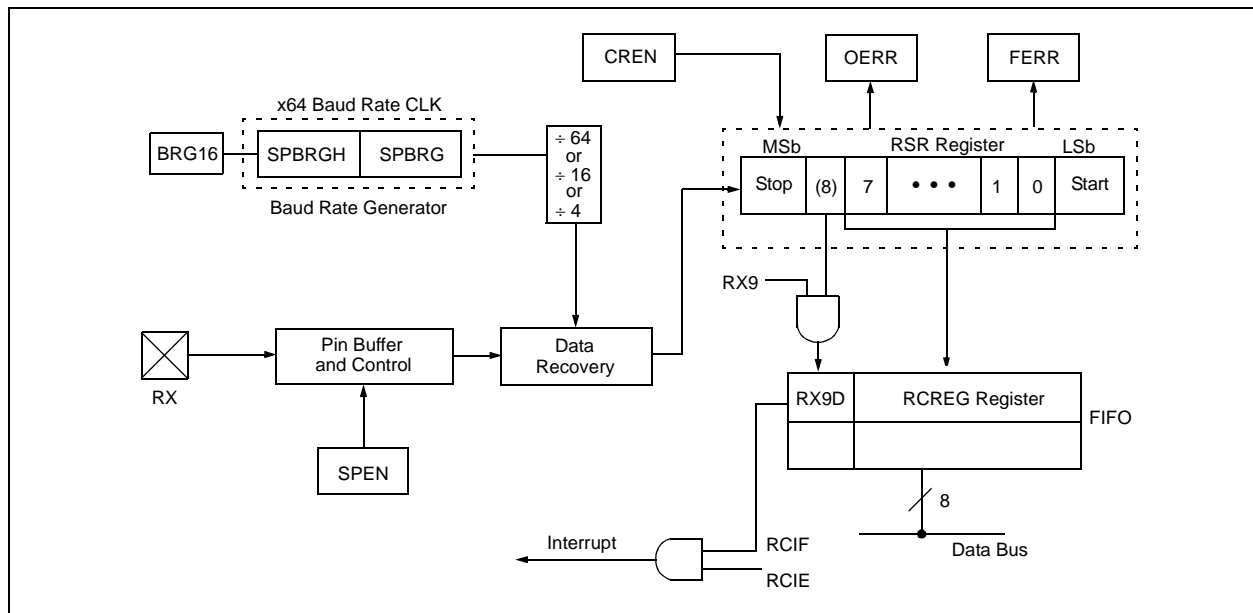 CREN
OERR
FERR
x64 Baud Rate CLK
BRG16
SPBRGH
SPBRG
÷ 64
or
÷ 16
or
÷ 4
Baud Rate Generator
MSb
RSR Register
LSb
Stop
(8)
7
• • •
1
0
Start
RX9
RX
Pin Buffer
and Control
Data
Recovery
SPEN
RX9D
RCREG Register
FIFO
8
Data Bus
Interrupt
RCIF
RCIE